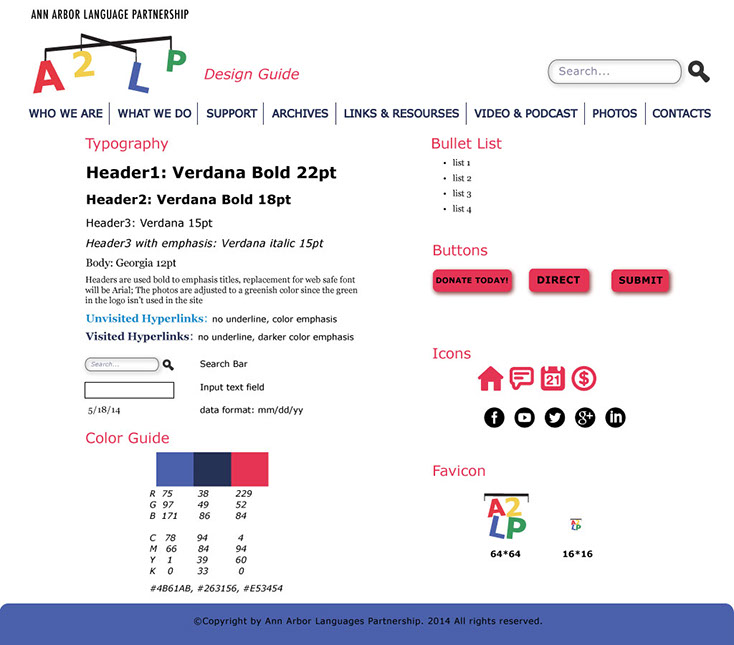 ANN ARBOR LANGUAGE PARTNERSHIP
A2LP
Design Guide
Search...
WHO WE ARE WHAT WE DO SUPPORT ARCHIVES LINKS & RESOURSES VIDEO & PODCAST PHOTOS CONTACTS
Typography
Header1: Verdana Bold 22pt
Header2: Verdana Bold 18pt
Header3: Verdana 15pt
Header3 with emphasis: Verdana italic 15pt
Body: Georgia 12pt
Headers are used bold to emphasis titles, replacement for web safe font
will be Arial; The photos are adjusted to a greenish color since the green
in the logo isn't used in the site
Unvisited Hyperlinks: no underline, color emphasis
Visited Hyperlinks: no underline, darker color emphasis
Search... Search Bar
Input text field
5/18/14 data format: mm/dd/yy
Color Guide
R 75 38 229
G 97 49 52
B 171 86 84
C 78 94 4
M 66 84 94
Y 1 39 60
K 0 33 0
#4B61AB, #263156, #E53454
Bullet List
• list 1
• list 2
• list 3
• list 4
Buttons
DONATE TODAY! DIRECT SUBMIT
Icons
21 $
f g+ in
Favicon
A2 A2
LP LP
64*64 16*16
©Copyright by Ann Arbor Languages Partnership. 2014 All rights reserved.